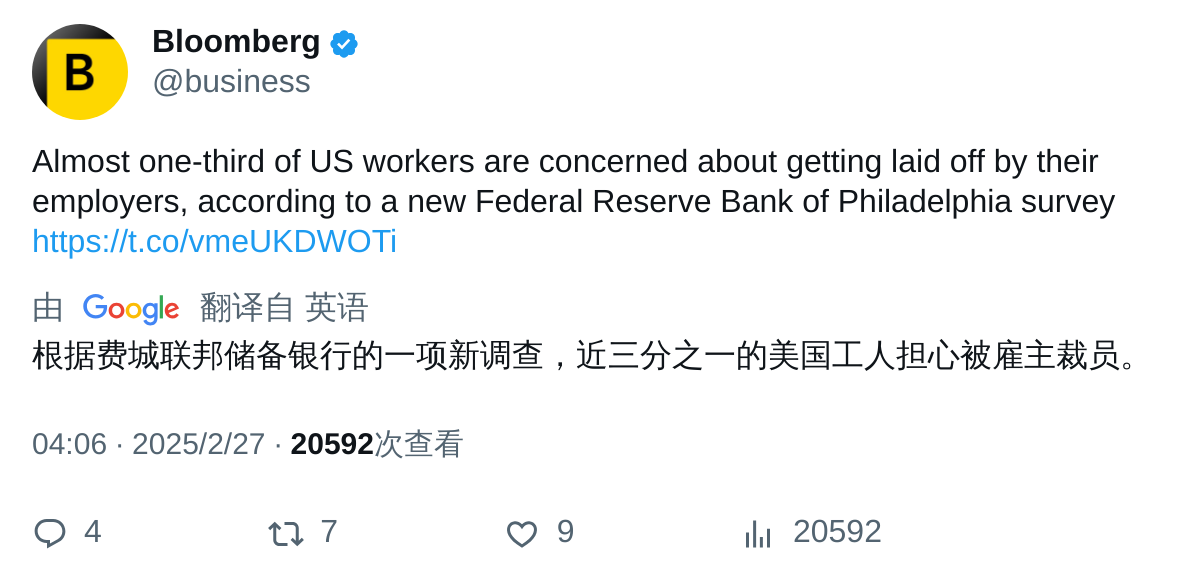 B
Bloomberg
@business
Almost one-third of US workers are concerned about getting laid off by their
employers, according to a new Federal Reserve Bank of Philadelphia survey
https://t.co/vmeUKDWOTi
由 Google 翻译自 英语
根据费城联邦储备银行的一项新调查，近三分之一的美国工人担心被雇主裁员。
04:06 · 2025/2/27 · 20592次查看
4 7 9 20592